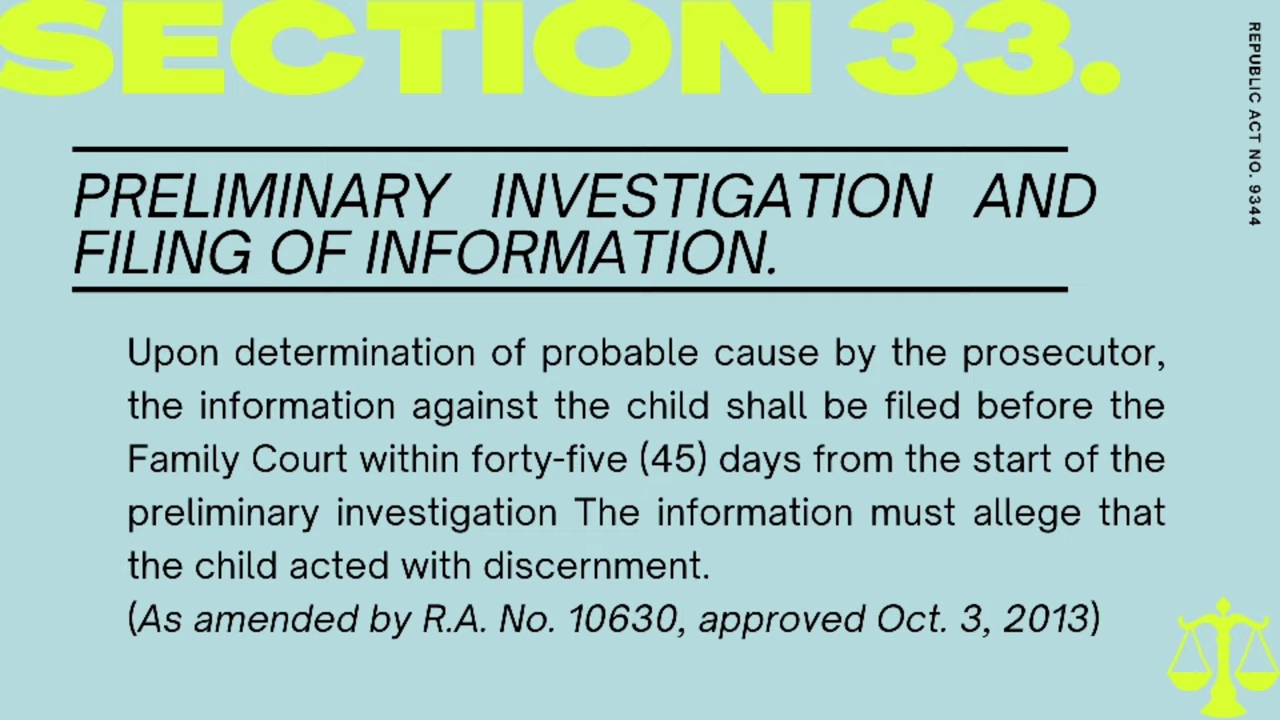 SECTION 33.
REPUBLIC ACT NO. 9344
PRELIMINARY INVESTIGATION AND
FILING OF INFORMATION.
Upon determination of probable cause by the prosecutor,
the information against the child shall be filed before the
Family Court within forty-five (45) days from the start of the
preliminary investigation The information must allege that
the child acted with discernment.
(As amended by R.A. No. 10630, approved Oct. 3, 2013)